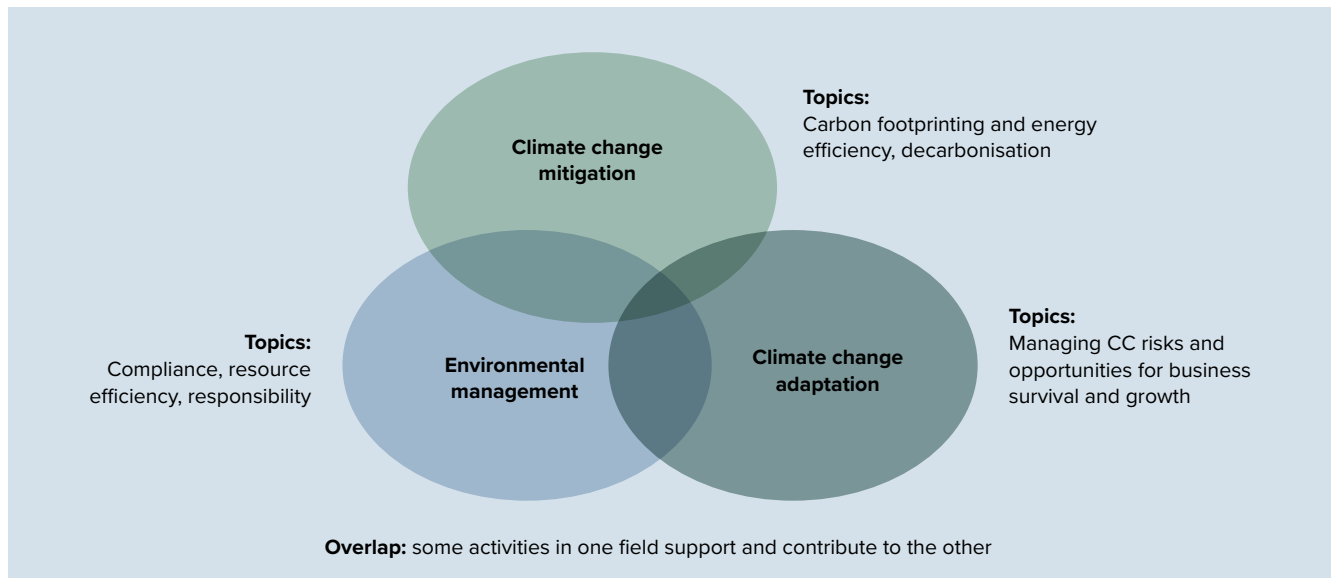 Climate change
mitigation
Topics:
Carbon footprinting and energy
efficiency, decarbonisation
Topics:
Compliance, resource
efficiency, responsibility
Environmental
management
Climate change
adaptation
Topics:
Managing CC risks and
opportunities for business
survival and growth
Overlap: some activities in one field support and contribute to the other